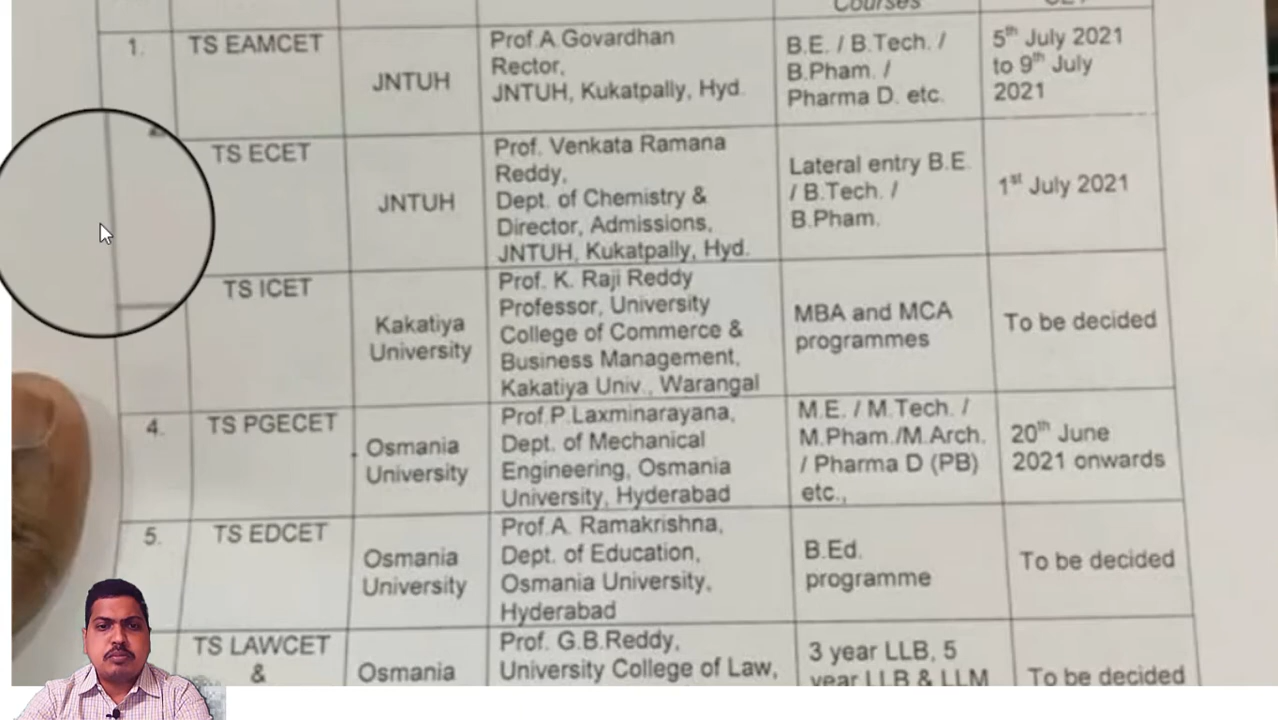 Courses
1.
TS EAMCET
JNTUH
Prof.A.Govardhan
Rector,
JNTUH, Kukatpally, Hyd.
B.E. / B.Tech. /
B.Pham. /
Pharma D. etc.
5th July 2021
to 9th July
2021
TS ECET
JNTUH
Prof. Venkata Ramana
Reddy,
Dept. of Chemistry &
Director, Admissions,
JNTUH, Kukatpally, Hyd.
Lateral entry B.E.
/ B.Tech. /
B.Pham.
1st July 2021
TS ICET
Kakatiya
University
Prof. K. Raji Reddy
Professor, University
College of Commerce &
Business Management,
Kakatiya Univ., Warangal
MBA and MCA
programmes
To be decided
4.
TS PGECET
Osmania
University
Prof.P.Laxminarayana,
Dept. of Mechanical
Engineering, Osmania
University, Hyderabad
M.E. / M.Tech. /
M.Pham./M.Arch.
/ Pharma D (PB)
etc.,
20th June
2021 onwards
5.
TS EDCET
Osmania
University
Prof.A. Ramakrishna,
Dept. of Education,
Osmania University,
Hyderabad
B.Ed.
programme
To be decided
TS LAWCET
&
Osmania
Prof. G.B.Reddy,
University College of Law,
3 year LLB, 5
year LLB & LLM
To be decided